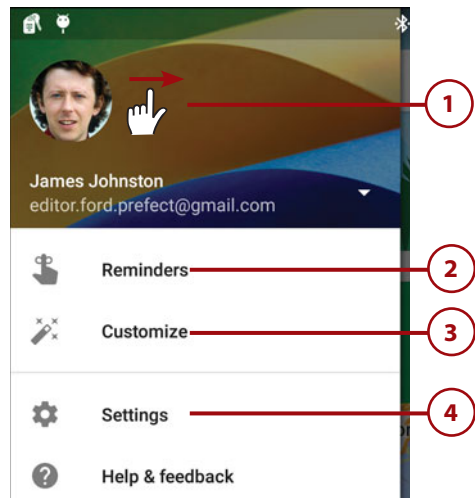 1
James Johnston
editor.ford.prefect@gmail.com
Reminders
2
Customize
3
Settings
4
Help & feedback